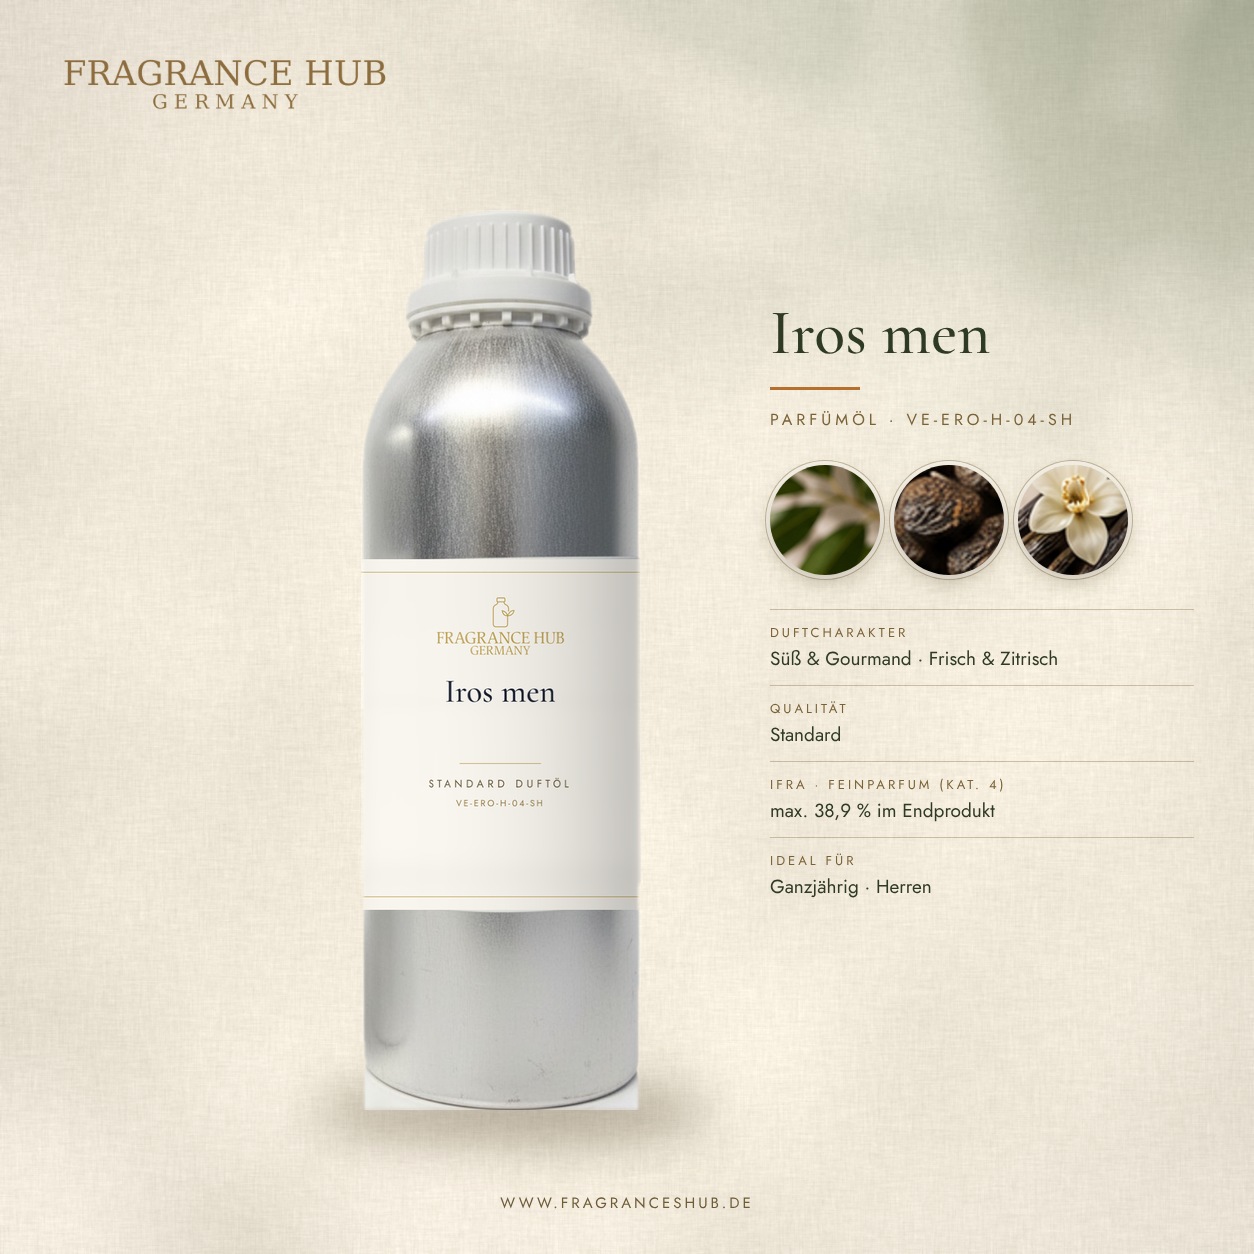 FRAGRANCE HUB
GERMANY
Iros men
PARFÜMÖL · VE-ERO-H-04-SH
DUFTCHARAKTER
Süß & Gourmand · Frisch & Zitrisch
QUALITÄT
Standard
IFRA · FEINPARFUM (KAT. 4)
max. 38,9 % im Endprodukt
IDEAL FÜR
Ganzjährig · Herren
FRAGRANCE HUB
GERMANY
Iros men
STANDARD DUFTÖL
VE-ERO-H-04-SH
WWW.FRAGRANCESHUB.DE